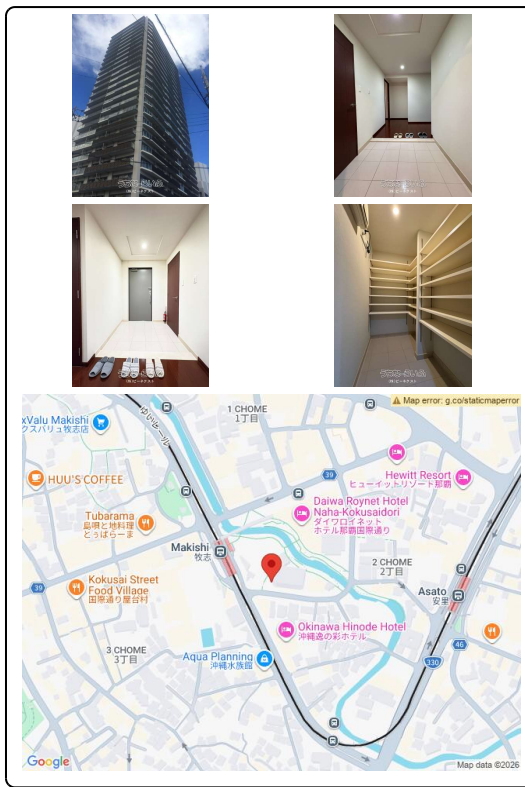 Map error: g.co/staticmaperror
1 CHOME
1丁目
xValu Makishi
クスバリュ牧志店
ゆいレール
39
HUU'S COFFEE
Hewitt Resort
ヒューイットリゾート那覇
Daiwa Roynet Hotel
Naha-Kokusaidori
ダイワロイネット
ホテル那覇国際通り
Tubarama
島唄と地料理
とぅばらーま
Makishi
牧志
2 CHOME
2丁目
Asato
安里
Kokusai Street
Food Village
国際通り屋台村
39
Okinawa Hinode Hotel
沖縄逸の彩ホテル
46
3 CHOME
3丁目
Aqua Planning
沖縄水族館
330
Google
Map data ©2026